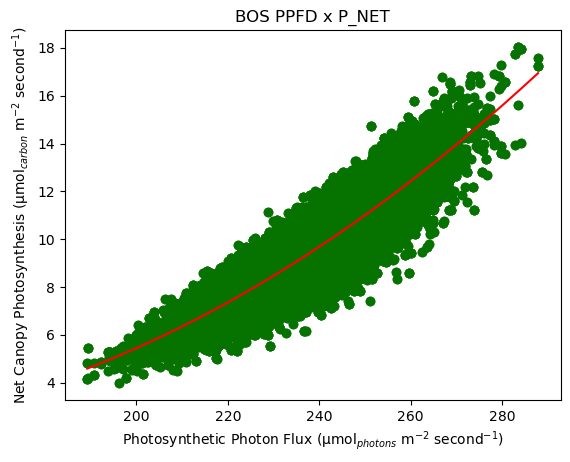 BOS PPFD x P_NET
18
16
14
12
10
8
6
4
Net Canopy Photosynthesis (μmol_carbon m⁻² second⁻¹)
200 220 240 260 280
Photosynthetic Photon Flux (μmol_photons m⁻² second⁻¹)